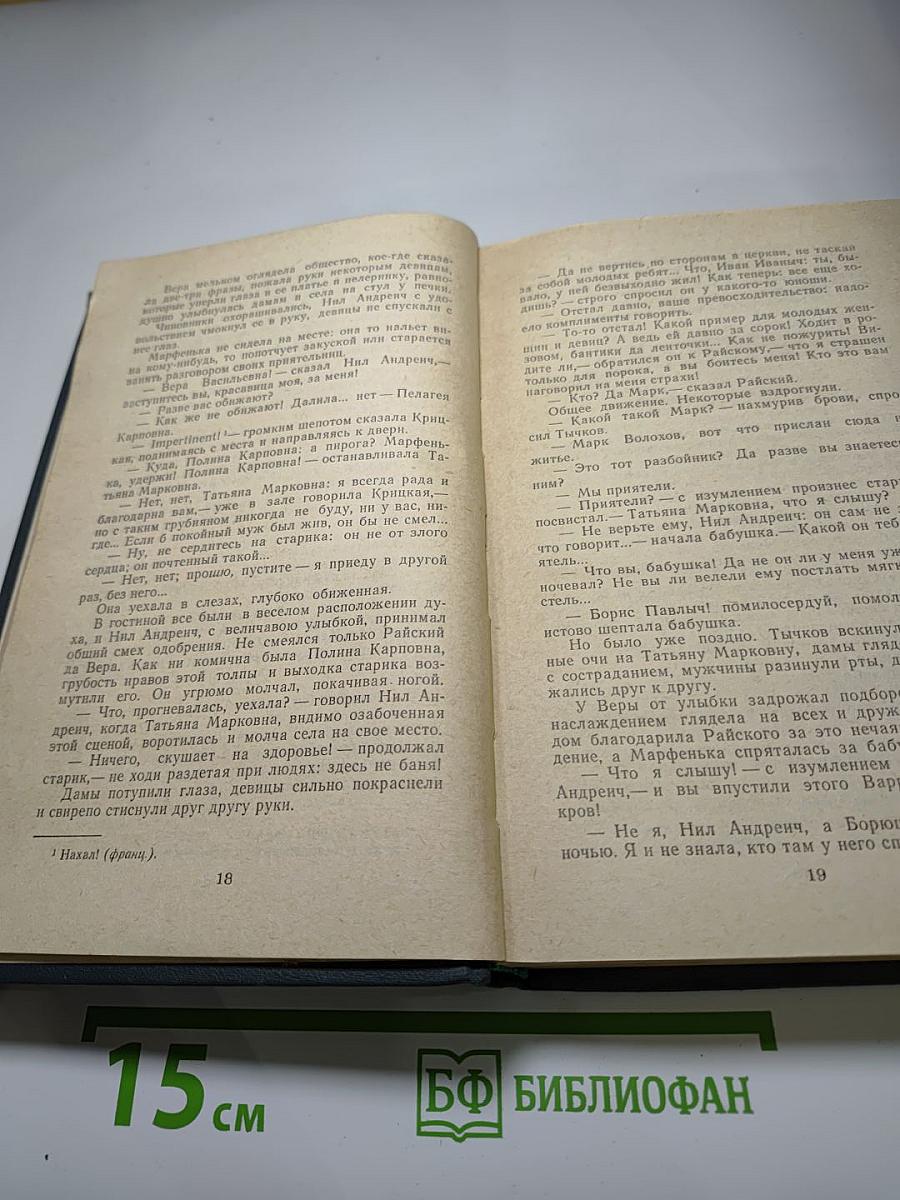 Вера мельком оглядела общество, кое-где сказа-
ла две-три фразы, пожала руки некоторым девицам,
которые уперли глаза в ее платье и пелеринку, равно-
душно улыбнулась дамам и села на стул у печки.
Чиновники охорашивались, Нил Андреич с удо-
вольствием чмокнул ее в руку, девицы не спускали с
нее глаз.
Марфенька не сидела на месте: она то нальет ви-
на кому-нибудь, то попотчует закуской или старается
занять разговором своих приятельниц.
— Вера Васильевна! — сказал Нил Андреич,—
заступитесь вы, красавица моя, за меня!
— Разве вас обижают?
— Как же не обижают! Далила... нет — Пелагея
Карповна.
— Impertinent! ¹— громким шепотом сказала Криц-
кая, поднимаясь с места и направляясь к двери.
— Куда, Полина Карповна: а пирога? Марфень-
ка, удержи! Полина Карповна! — останавливала Та-
тьяна Марковна.
— Нет, нет, Татьяна Марковна: я всегда рада и
благодарна вам,— уже в зале говорила Крицкая,—
но с таким грубияном никогда не буду, ни у вас, ни-
где... Если б покойный муж был жив, он бы не смел...
— Ну, не сердитесь на старика: он не от злого
сердца; он почтенный такой...
— Нет, нет; прошю, пустите — я приеду в другой
раз, без него...
Она уехала в слезах, глубоко обиженная.
В гостиной все были в веселом расположении ду-
ха, и Нил Андреич, с величавою улыбкой, принимал
общий смех одобрения. Не смеялся только Райский
да Вера. Как ни комична была Полина Карповна,
грубость нравов этой толпы и выходка старика воз-
мутили его. Он угрюмо молчал, покачивая ногой.
— Что, прогневалась, уехала? — говорил Нил Ан-
дреич, когда Татьяна Марковна, видимо озабоченная
этой сценой, воротилась и молча села на свое место.
— Ничего, скушает на здоровье! — продолжал
старик,— не ходи раздетая при людях: здесь не баня!
Дамы потупили глаза, девицы сильно покраснели
и свирепо стиснули друг другу руки.
¹ Нахал! (франц.).
18
— Да не вертись по сторонам в церкви, не таскай
за собой молодых ребят... Что, Иван Иваныч: ты, бы-
вало, у ней безвыходно жил! Как теперь: все еще хо-
дишь? — строго спросил он у какого-то юноши.
— Отстал давно, ваше превосходительство: надо-
ело комплименты говорить.
— То-то отстал! Какой пример для молодых жен-
щин и девиц? А ведь ей давно за сорок! Ходит в ро-
зовом, бантики да ленточки... Как не пожурить! Ви-
дите ли,— обратился он к Райскому,— что я страшен
только для порока, а вы боитесь меня! Кто это вам
наговорил на меня страхи!
— Кто? Да Марк,— сказал Райский.
Общее движение. Некоторые вздрогнули.
— Какой такой Марк? — нахмурив брови, спро
сил Тычков.
— Марк Волохов, вот что прислан сюда н
житье.
— Это тот разбойник? Да разве вы знаетес
ним?
— Мы приятели.
— Приятели? — с изумлением произнес стар
посвистал.— Татьяна Марковна, что я слышу?
— Не верьте ему, Нил Андреич: он сам не з
что говорит...— начала бабушка.— Какой он теб
ятель...
— Что вы, бабушка! Да не он ли у меня уж
ночевал? Не вы ли велели ему постлать мягк
стель...
— Борис Павлыч! помилосердуй, помол
истово шептала бабушка.
Но было уже поздно. Тычков вскинул
ные очи на Татьяну Марковну, дамы гляд
с состраданием, мужчины разинули рты, д
жались друг к другу.
У Веры от улыбки задрожал подборо
наслаждением глядела на всех и друж
дом благодарила Райского за это нечая
дение, а Марфенька спряталась за бабу
— Что я слышу! — с изумлением
Андреич,— и вы впустили этого Варр
кров!
— Не я, Нил Андреич, а Борюш
ночью. Я и не знала, кто там у него сп
19
15 см
БФ БИБЛИОФАН